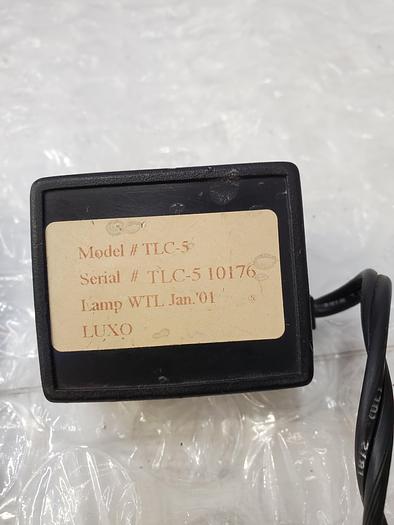 Model # TLC-5
Serial # TLC-5 10176
Lamp WTL Jan.'01
LUXO